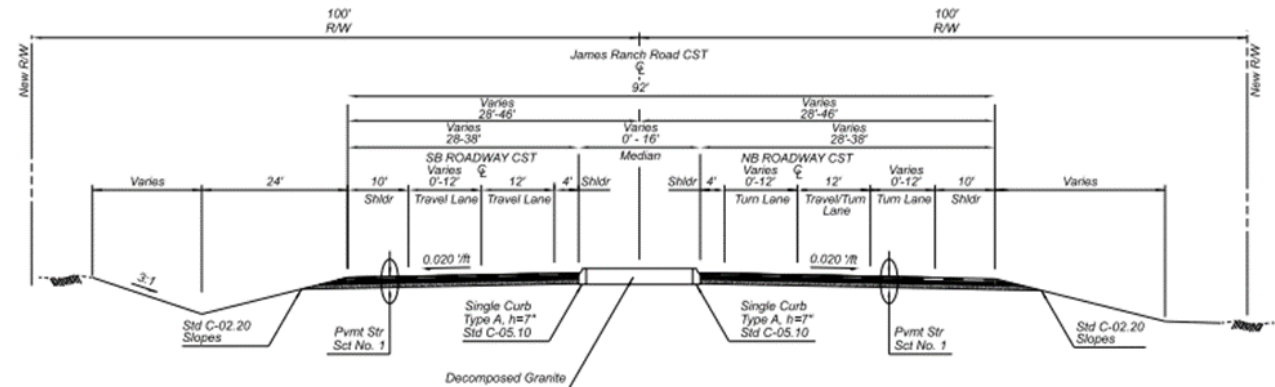 100'
R/W
100'
R/W
New R/W
New R/W
James Ranch Road CST
℄
92'
Varies
28'-46'
Varies
28'-46'
Varies
28-38'
Varies
0' - 16'
Median
Varies
28'-38'
SB ROADWAY CST
℄
NB ROADWAY CST
℄
Varies
24'
10'
Shldr
Varies
0'-12'
Travel Lane
12'
Travel Lane
4'
Shldr
Shldr
4'
Varies
0'-12'
Turn Lane
12'
Travel/Turn
Lane
Varies
0'-12'
Turn Lane
10'
Shldr
Varies
3:1
0.020 '/ft
0.020 '/ft
Std C-02.20
Slopes
Pvmt Str
Sct No. 1
Single Curb
Type A, h=7"
Std C-05.10
Single Curb
Type A, h=7"
Std C-05.10
Pvmt Str
Sct No. 1
Std C-02.20
Slopes
Decomposed Granite